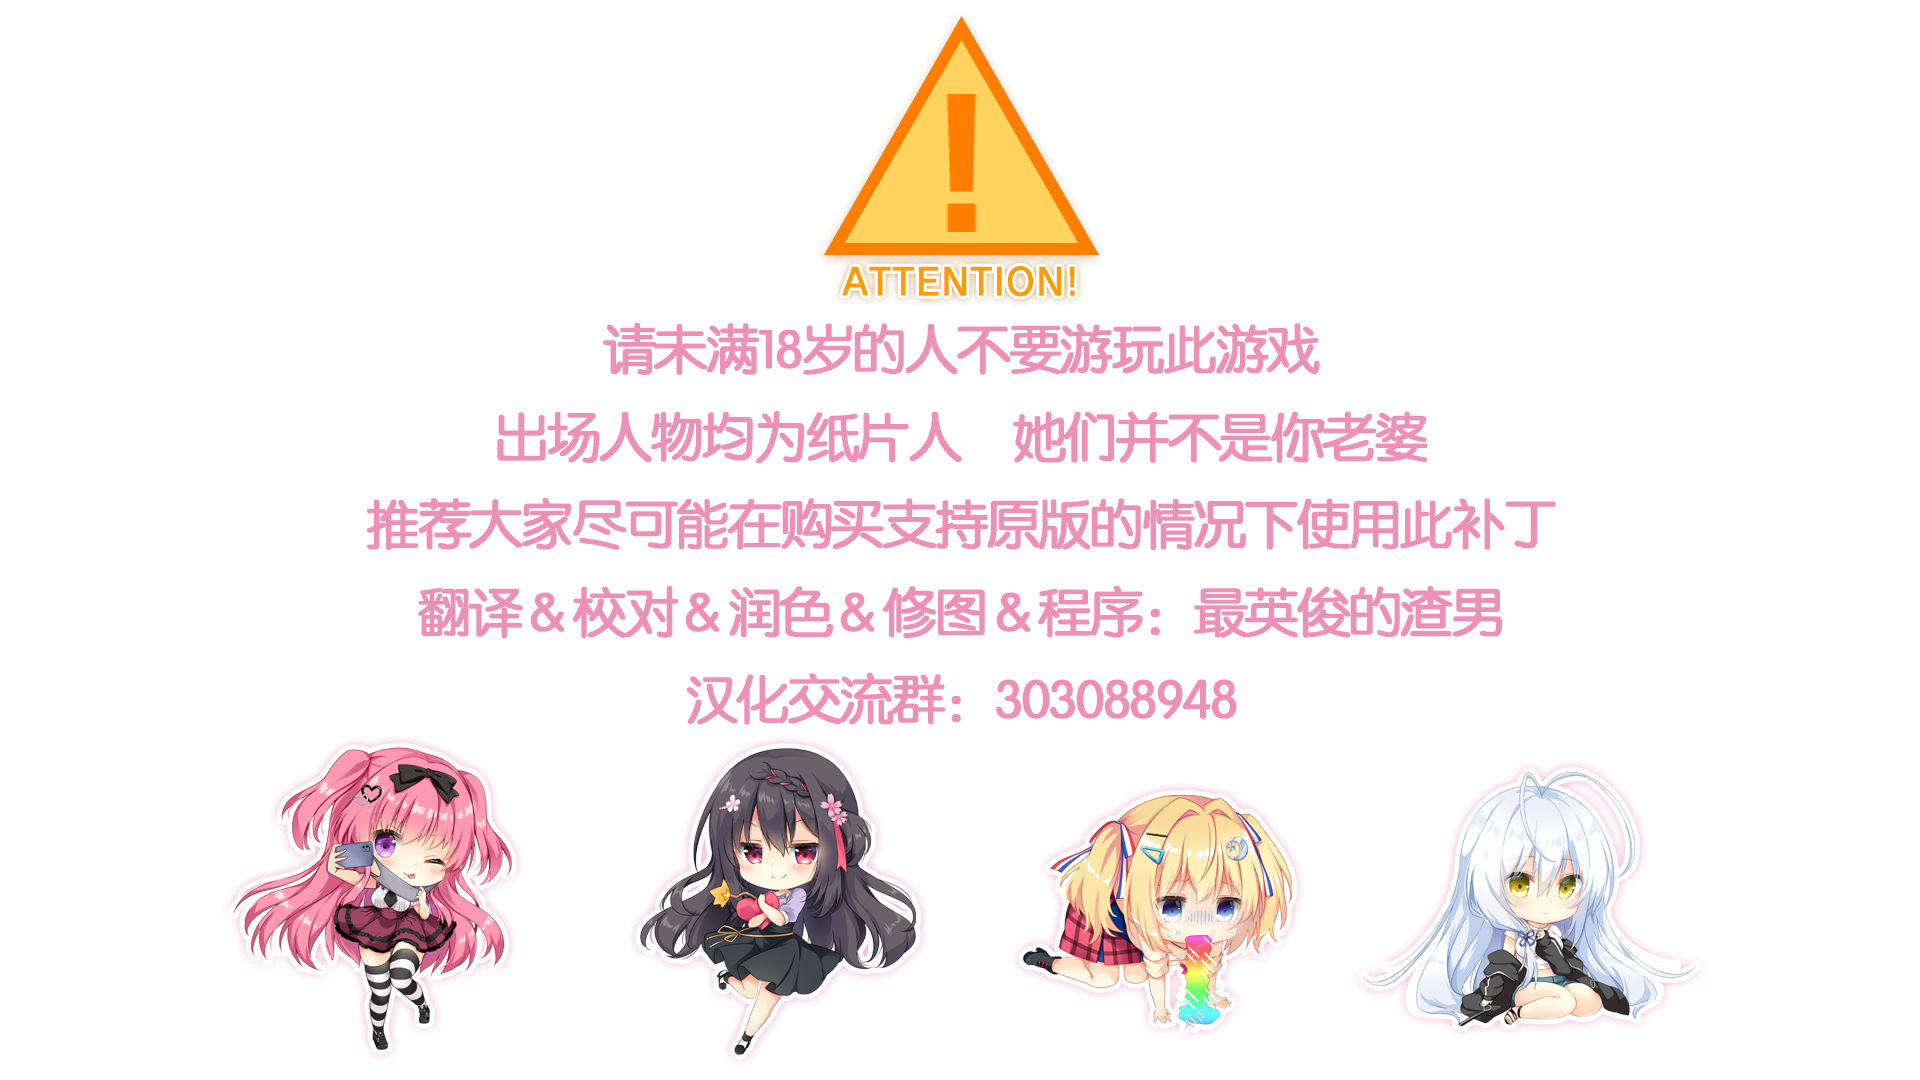 ATTENTION!
请未满18岁的人不要游玩此游戏
出场人物均为纸片人　她们并不是你老婆
推荐大家尽可能在购买支持原版的情况下使用此补丁
翻译＆校对＆润色＆修图＆程序：最英俊的渣男
汉化交流群：303088948